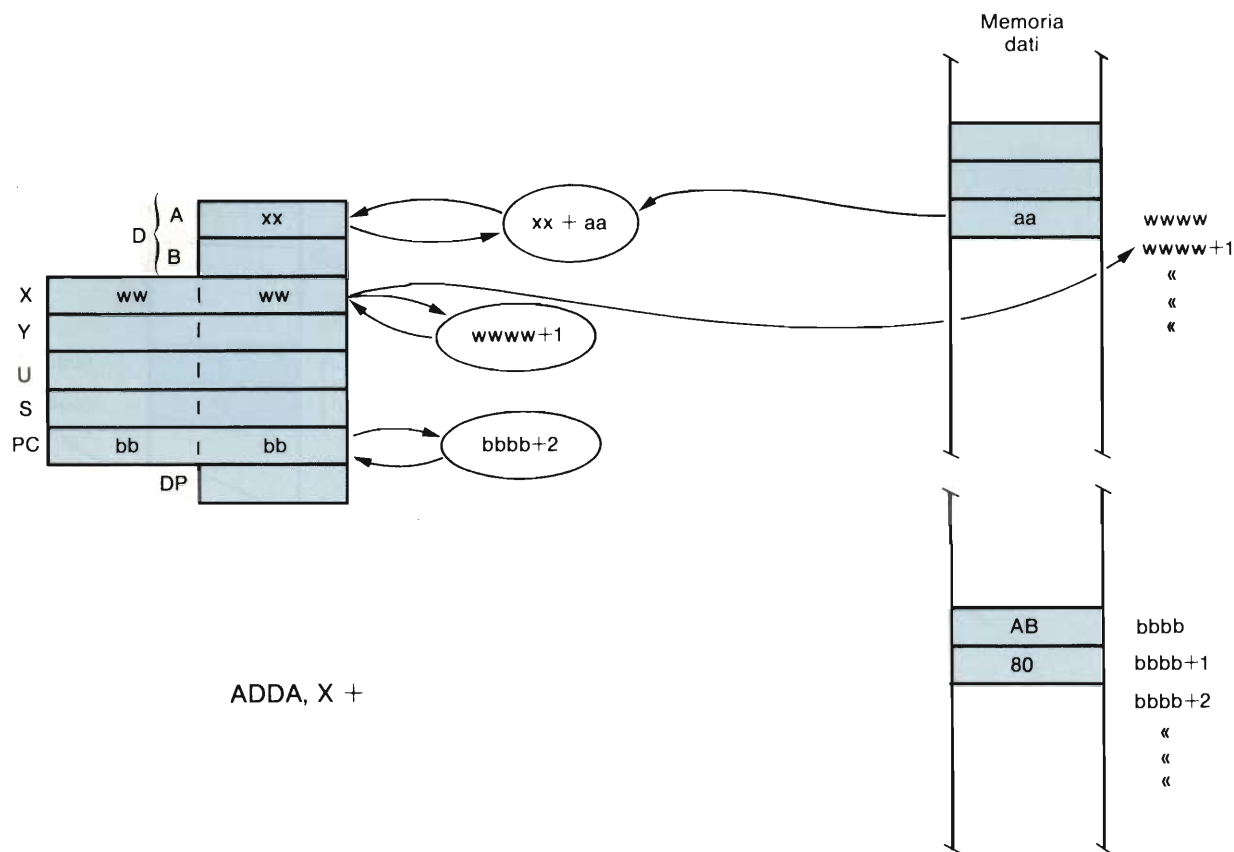 Memoria
dati
D
A
xx
B
xx + aa
aa
wwww
wwww+1
«
«
«
X
ww
ww
wwww+1
Y
U
S
PC
bb
bb
bbbb+2
DP
AB
bbbb
80
bbbb+1
bbbb+2
«
«
«
ADDA, X +